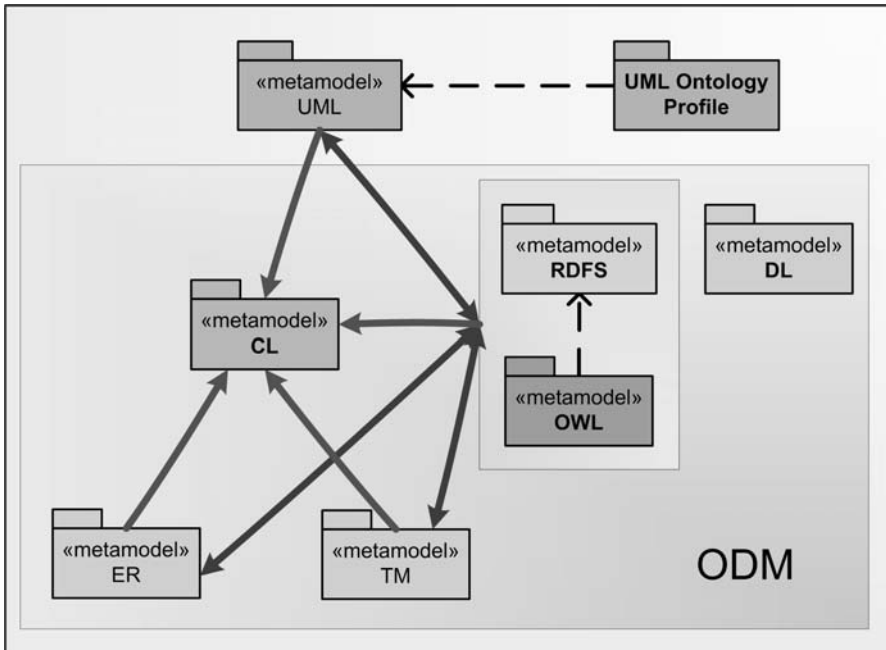 «metamodel»
UML
UML Ontology
Profile
«metamodel»
RDFS
«metamodel»
DL
«metamodel»
CL
«metamodel»
OWL
«metamodel»
ER
«metamodel»
TM
ODM